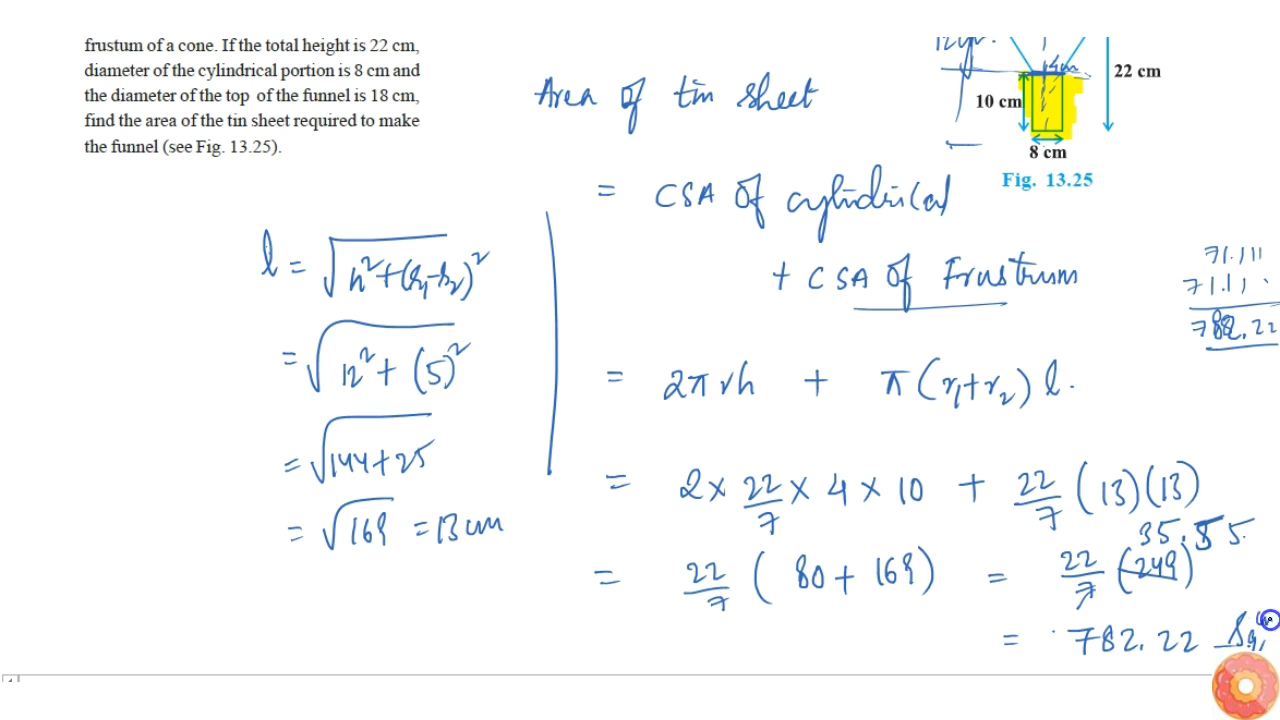 frustum of a cone. If the total height is 22 cm,
diameter of the cylindrical portion is 8 cm and
the diameter of the top of the funnel is 18 cm,
find the area of the tin sheet required to make
the funnel (see Fig. 13.25).
22 cm
10 cm
8 cm
Fig. 13.25
Area of tin sheet
= CSA of cylindrical
+ CSA of Frustum
= 2πrh + π(r₁+r₂) l.
= 2 × 22/7 × 4 × 10 + 22/7 (13)(13)
= 22/7 ( 80 + 169) = 22/7 (249)
35.55.
= 782.22 Sq.
l = √h²+(r₁-r₂)²
= √12² + (5)²
= √144+25
= √169 = 13 cm
71.111
71.11
782.22